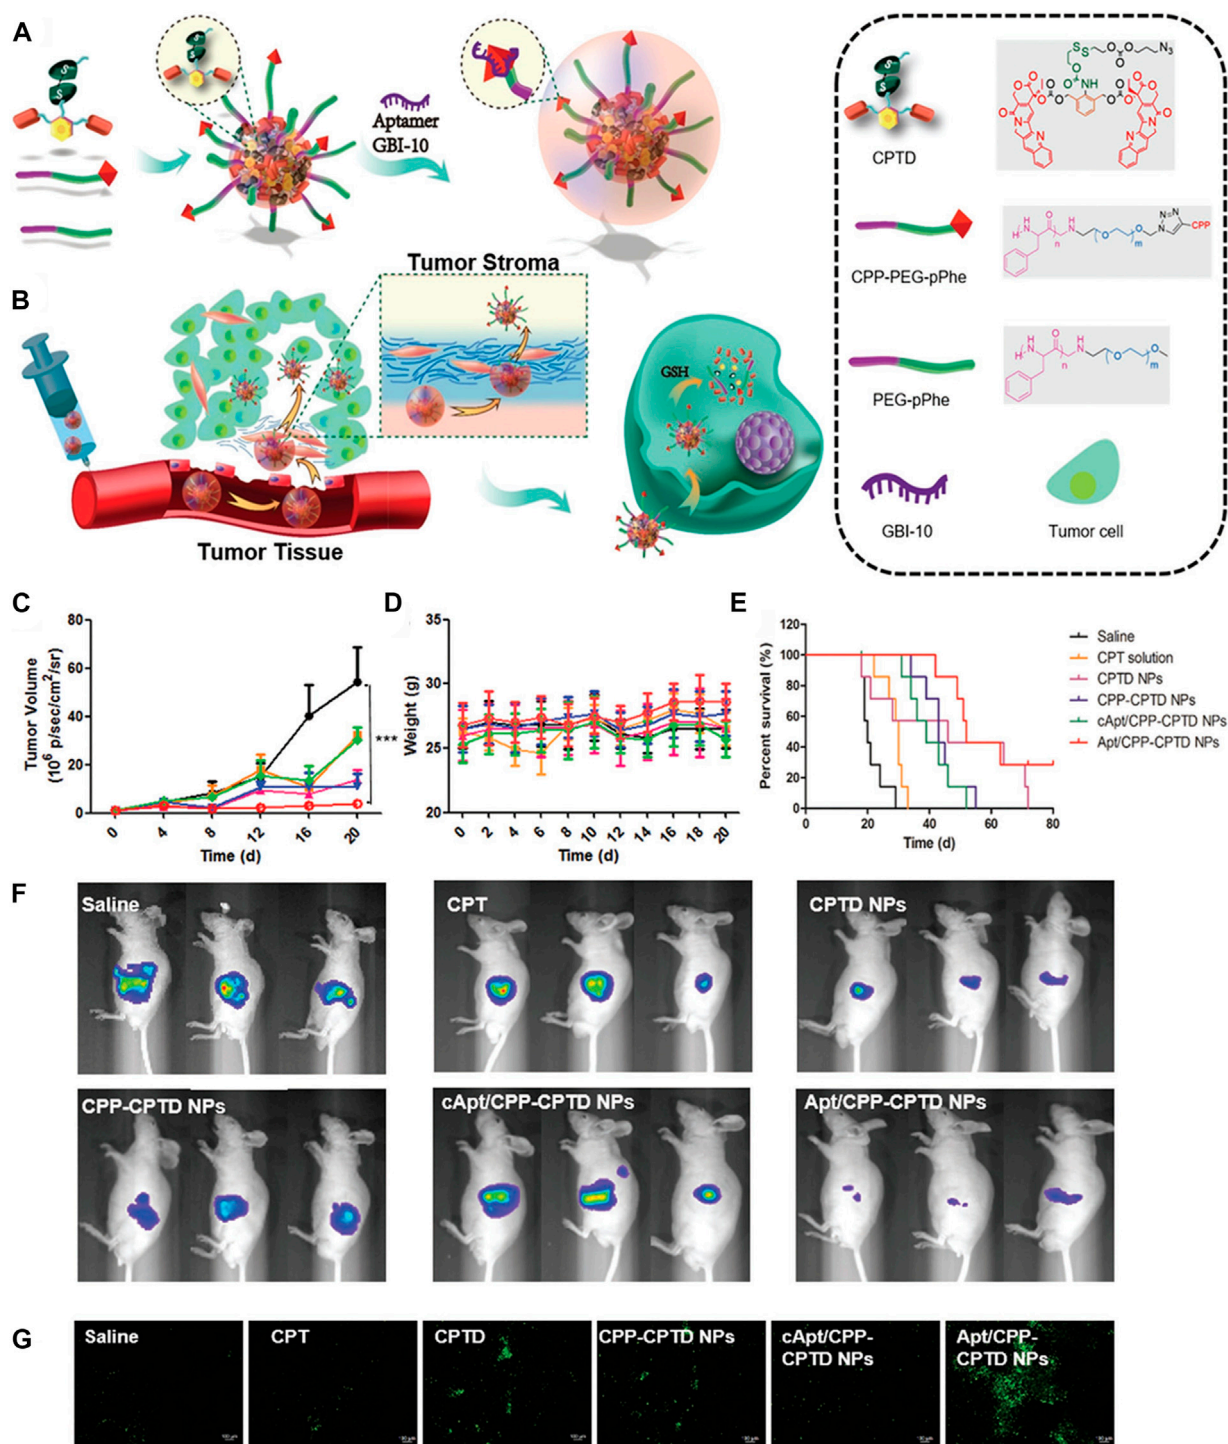 A
S
S
S
S
Aptamer
GBI-10
S
S
CPTD
CPP-PEG-pPhe
PEG-pPhe
GBI-10
Tumor cell
S
S
O
O
O
O
N3
O
O
NH
O
O
O
O
O
O
O
O
N
N
N
N
H
N
O
H
N
n
O
O
m
N=N
N
CPP
H
N
O
H
N
n
O
O
m
B
Tumor Stroma
GSH
Tumor Tissue
C
Tumor Volume
(10⁶ p/sec/cm²/sr)
80
60
40
20
0
***
0 4 8 12 16 20
Time (d)
D
Weight (g)
35
30
25
20
0 2 4 6 8 10 12 14 16 18 20
Time (d)
E
Percent survival (%)
120
100
80
60
40
20
0
0 20 40 60 80
Time (d)
Saline
CPT solution
CPTD NPs
CPP-CPTD NPs
cApt/CPP-CPTD NPs
Apt/CPP-CPTD NPs
F
Saline
CPT
CPTD NPs
CPP-CPTD NPs
cApt/CPP-CPTD NPs
Apt/CPP-CPTD NPs
G
Saline
CPT
CPTD
CPP-CPTD NPs
cApt/CPP-
CPTD NPs
Apt/CPP-
CPTD NPs